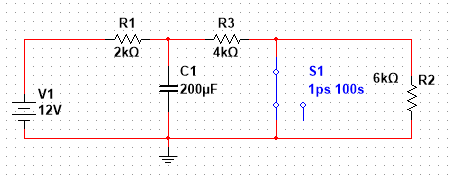 R1
2kΩ
R3
4kΩ
C1
200µF
S1
1ps 100s
6kΩ
R2
V1
12V